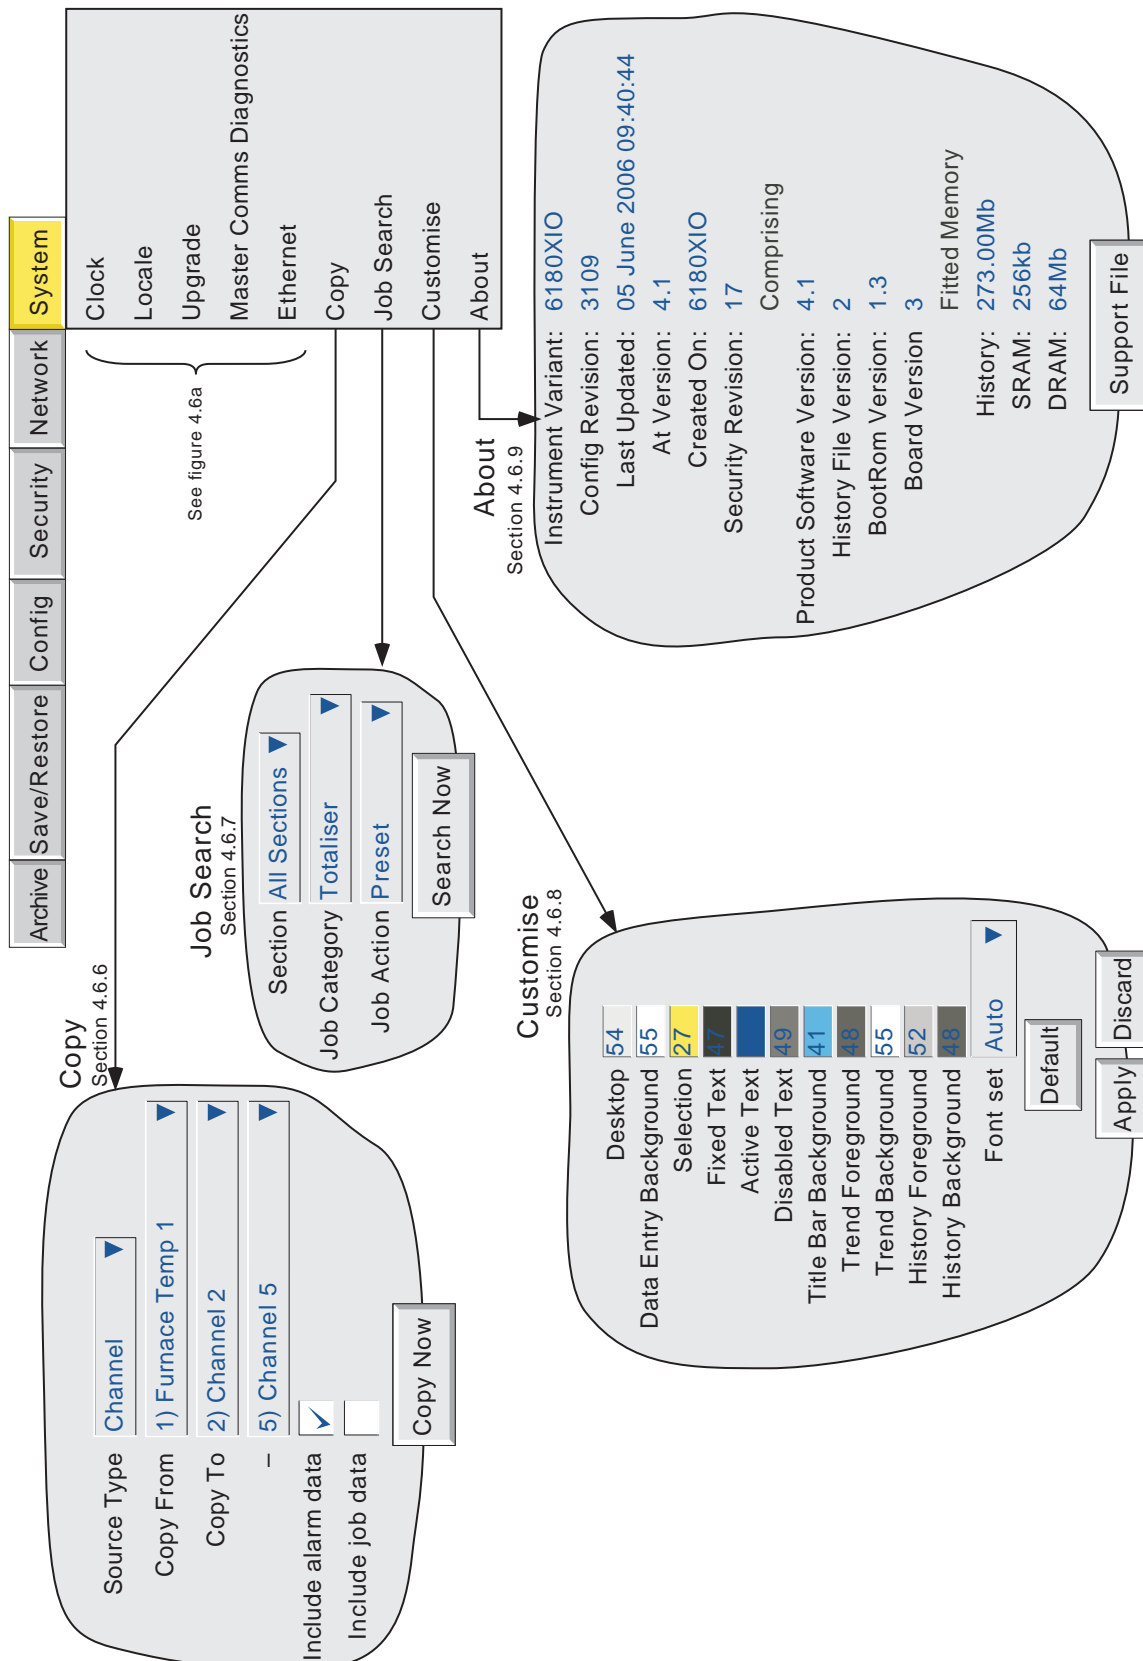 Archive Save/Restore Config Security Network System
Clock
Locale
Upgrade
Master Comms Diagnostics
Ethernet
Copy
Job Search
Customise
About
See figure 4.6a
Copy
Section 4.6.6
Source Type Channel
Copy From 1) Furnace Temp 1
Copy To 2) Channel 2
– 5) Channel 5
Include alarm data
Include job data
Copy Now
Job Search
Section 4.6.7
Section All Sections
Job Category Totaliser
Job Action Preset
Search Now
Customise
Section 4.6.8
Desktop 54
Data Entry Background 55
Selection 27
Fixed Text 47
Active Text
Disabled Text 49
Title Bar Background 41
Trend Foreground 48
Trend Background 55
History Foreground 52
History Background 48
Font set Auto
Default
Apply Discard
About
Section 4.6.9
Instrument Variant: 6180XIO
Config Revision: 3109
Last Updated: 05 June 2006 09:40:44
At Version: 4.1
Created On: 6180XIO
Security Revision: 17
Comprising
Product Software Version: 4.1
History File Version: 2
BootRom Version: 1.3
Board Version 3
Fitted Memory
History: 273.00Mb
SRAM: 256kb
DRAM: 64Mb
Support File